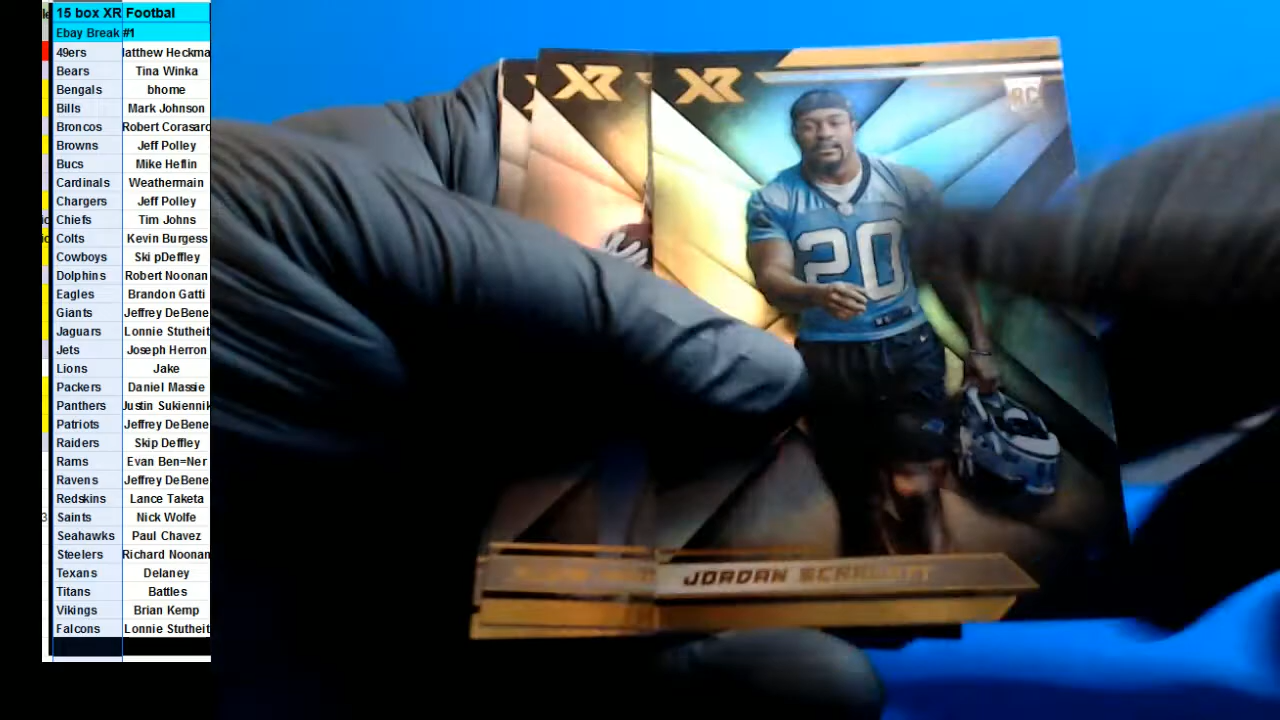 15 box XR Footbal
Ebay Break #1
49ers latthew Heckma
Bears Tina Winka
Bengals bhome
Bills Mark Johnson
Broncos Robert Corasaro
Browns Jeff Polley
Bucs Mike Heflin
Cardinals Weathermain
Chargers Jeff Polley
Chiefs Tim Johns
Colts Kevin Burgess
Cowboys Ski pDeffley
Dolphins Robert Noonan
Eagles Brandon Gatti
Giants Jeffrey DeBene
Jaguars Lonnie Stutheit
Jets Joseph Herron
Lions Jake
Packers Daniel Massie
Panthers Justin Sukiennik
Patriots Jeffrey DeBene
Raiders Skip Deffley
Rams Evan Ben=Ner
Ravens Jeffrey DeBene
Redskins Lance Taketa
Saints Nick Wolfe
Seahawks Paul Chavez
Steelers Richard Noonan
Texans Delaney
Titans Battles
Vikings Brian Kemp
Falcons Lonnie Stutheit
XR
XR
RC
20
JORDAN